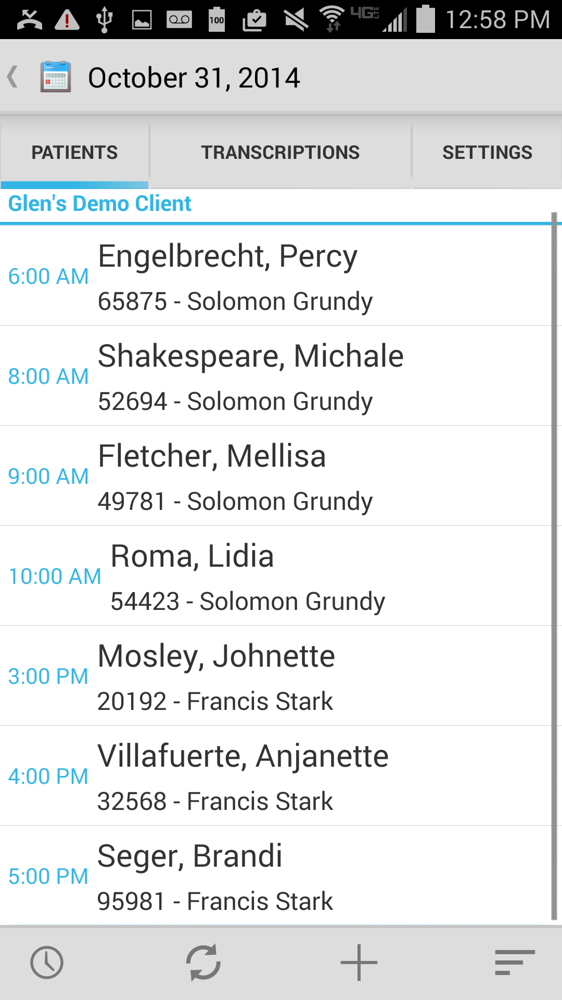 100
4G LTE
12:58 PM
October 31, 2014
PATIENTS
TRANSCRIPTIONS
SETTINGS
Glen's Demo Client
6:00 AM
Engelbrecht, Percy
65875 - Solomon Grundy
8:00 AM
Shakespeare, Michale
52694 - Solomon Grundy
9:00 AM
Fletcher, Mellisa
49781 - Solomon Grundy
10:00 AM
Roma, Lidia
54423 - Solomon Grundy
3:00 PM
Mosley, Johnette
20192 - Francis Stark
4:00 PM
Villafuerte, Anjanette
32568 - Francis Stark
5:00 PM
Seger, Brandi
95981 - Francis Stark